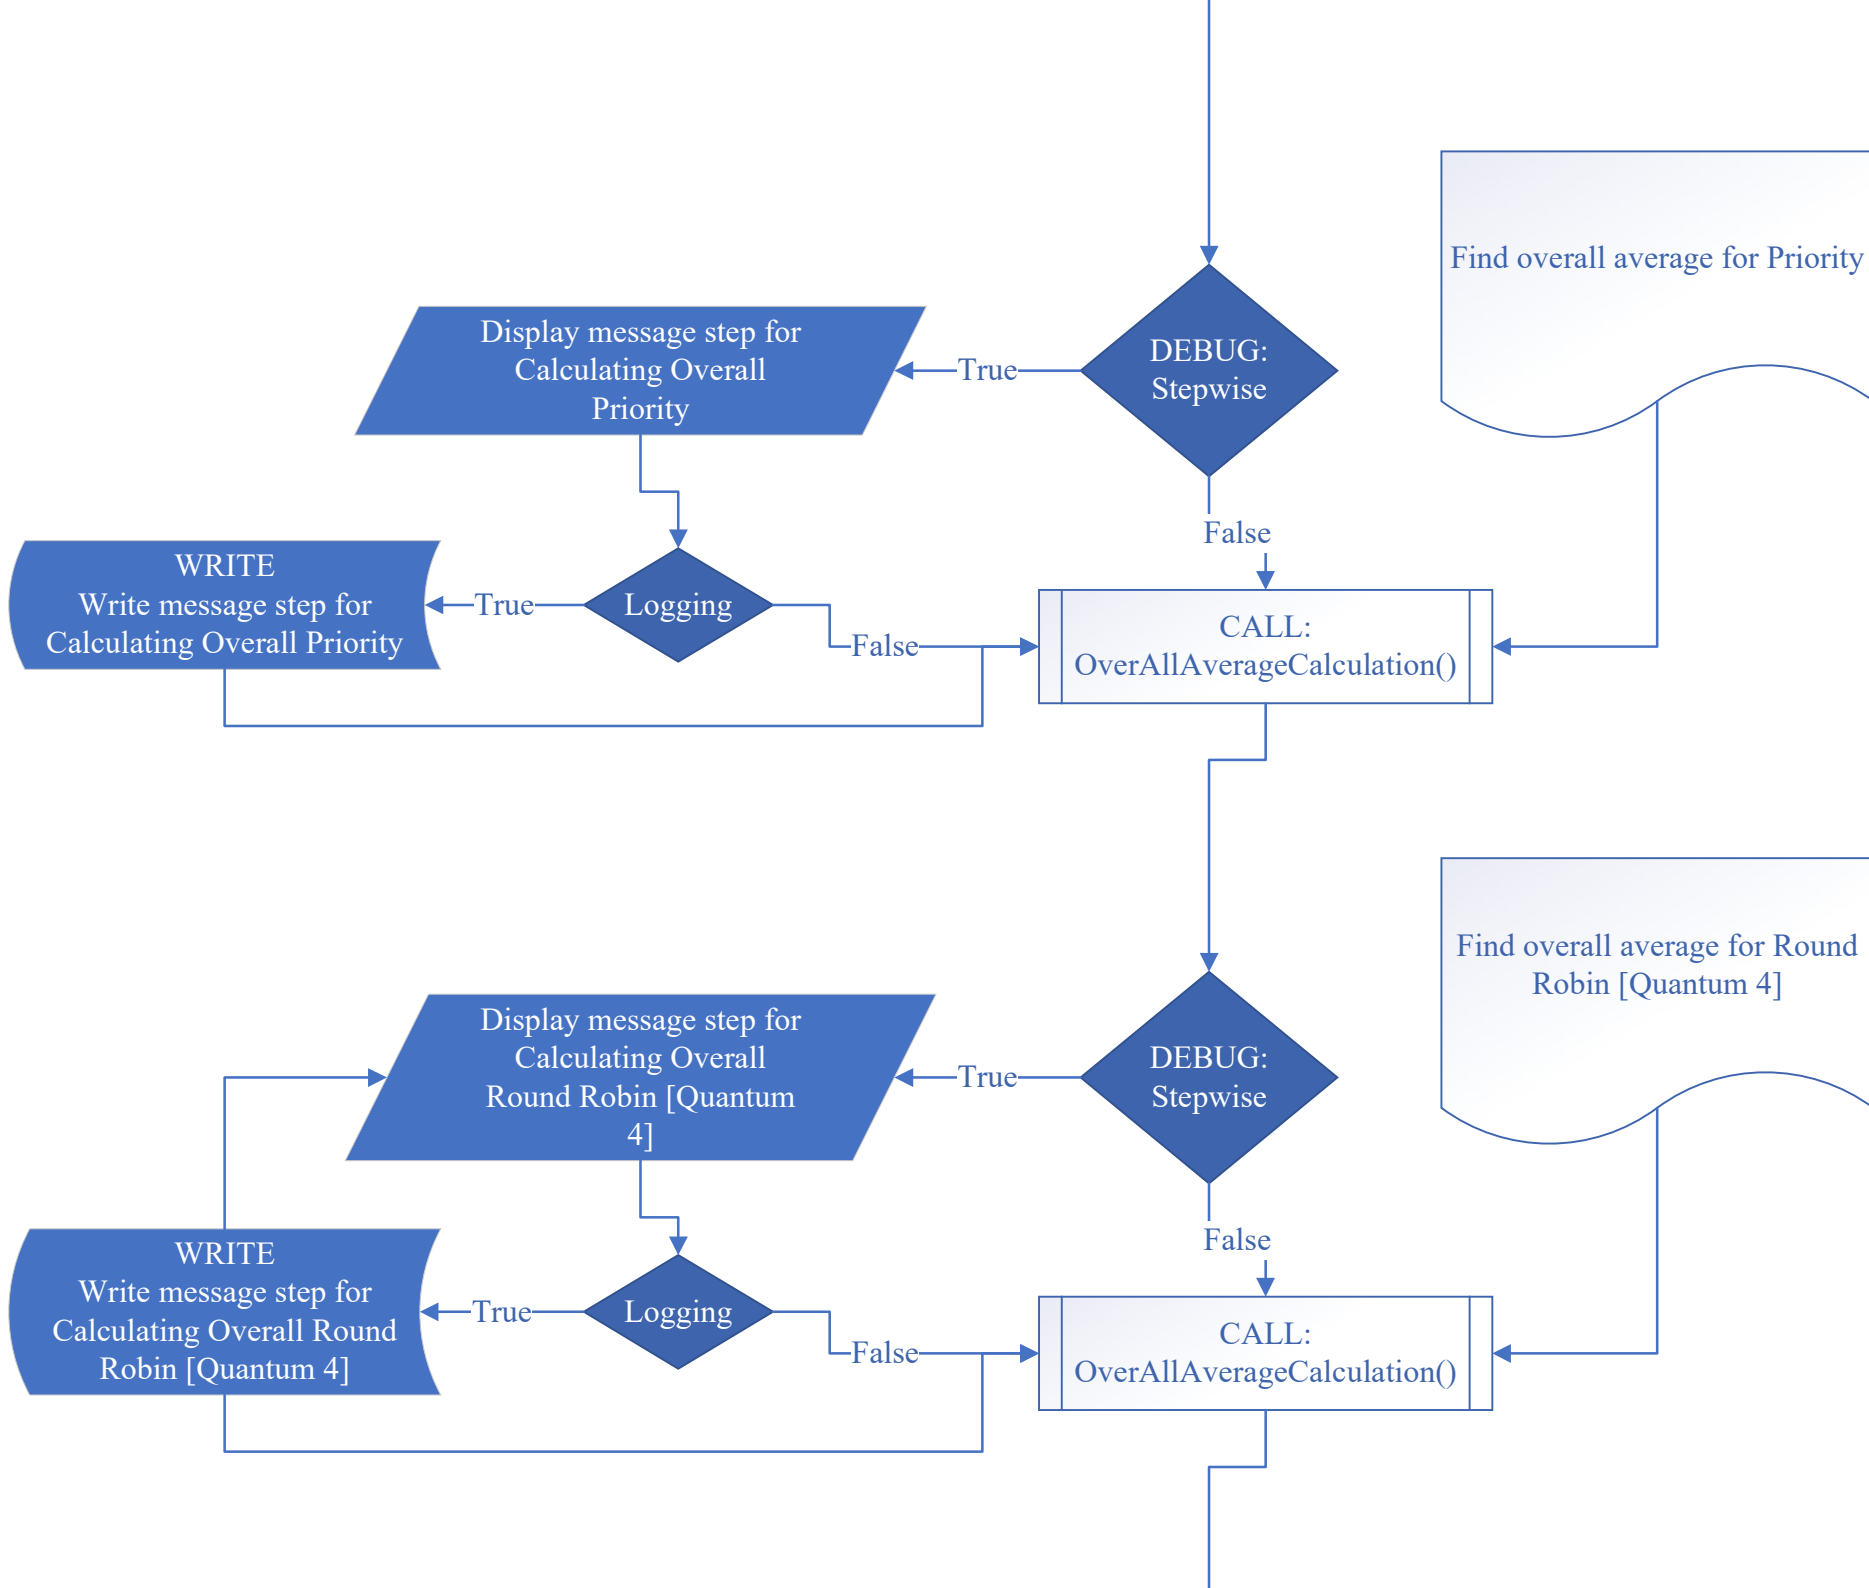 Find overall average for Priority
DEBUG:
Stepwise
True
Display message step for
Calculating Overall
Priority
False
Logging
True
WRITE
Write message step for
Calculating Overall Priority
False
CALL:
OverAllAverageCalculation()
Find overall average for Round
Robin [Quantum 4]
DEBUG:
Stepwise
True
Display message step for
Calculating Overall
Round Robin [Quantum
4]
False
Logging
True
WRITE
Write message step for
Calculating Overall Round
Robin [Quantum 4]
False
CALL:
OverAllAverageCalculation()